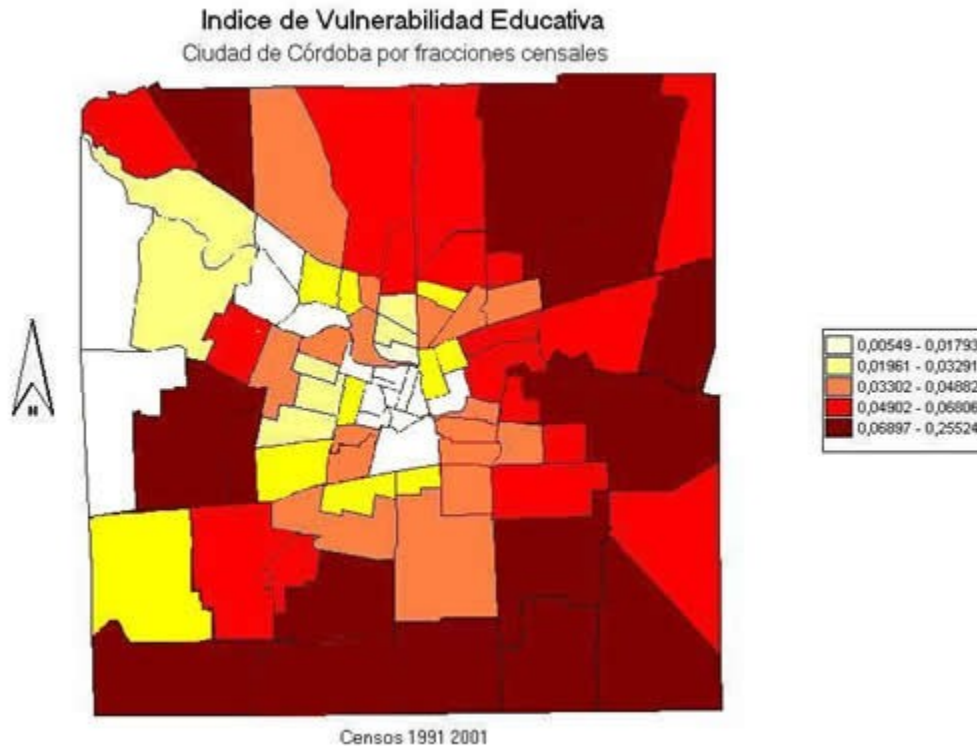 Indice de Vulnerabilidad Educativa
Ciudad de Córdoba por fracciones censales
N
0,00549 - 0,01793
0,01961 - 0,03291
0,03302 - 0,04882
0,04902 - 0,06806
0,06897 - 0,25524
Censos 1991 2001